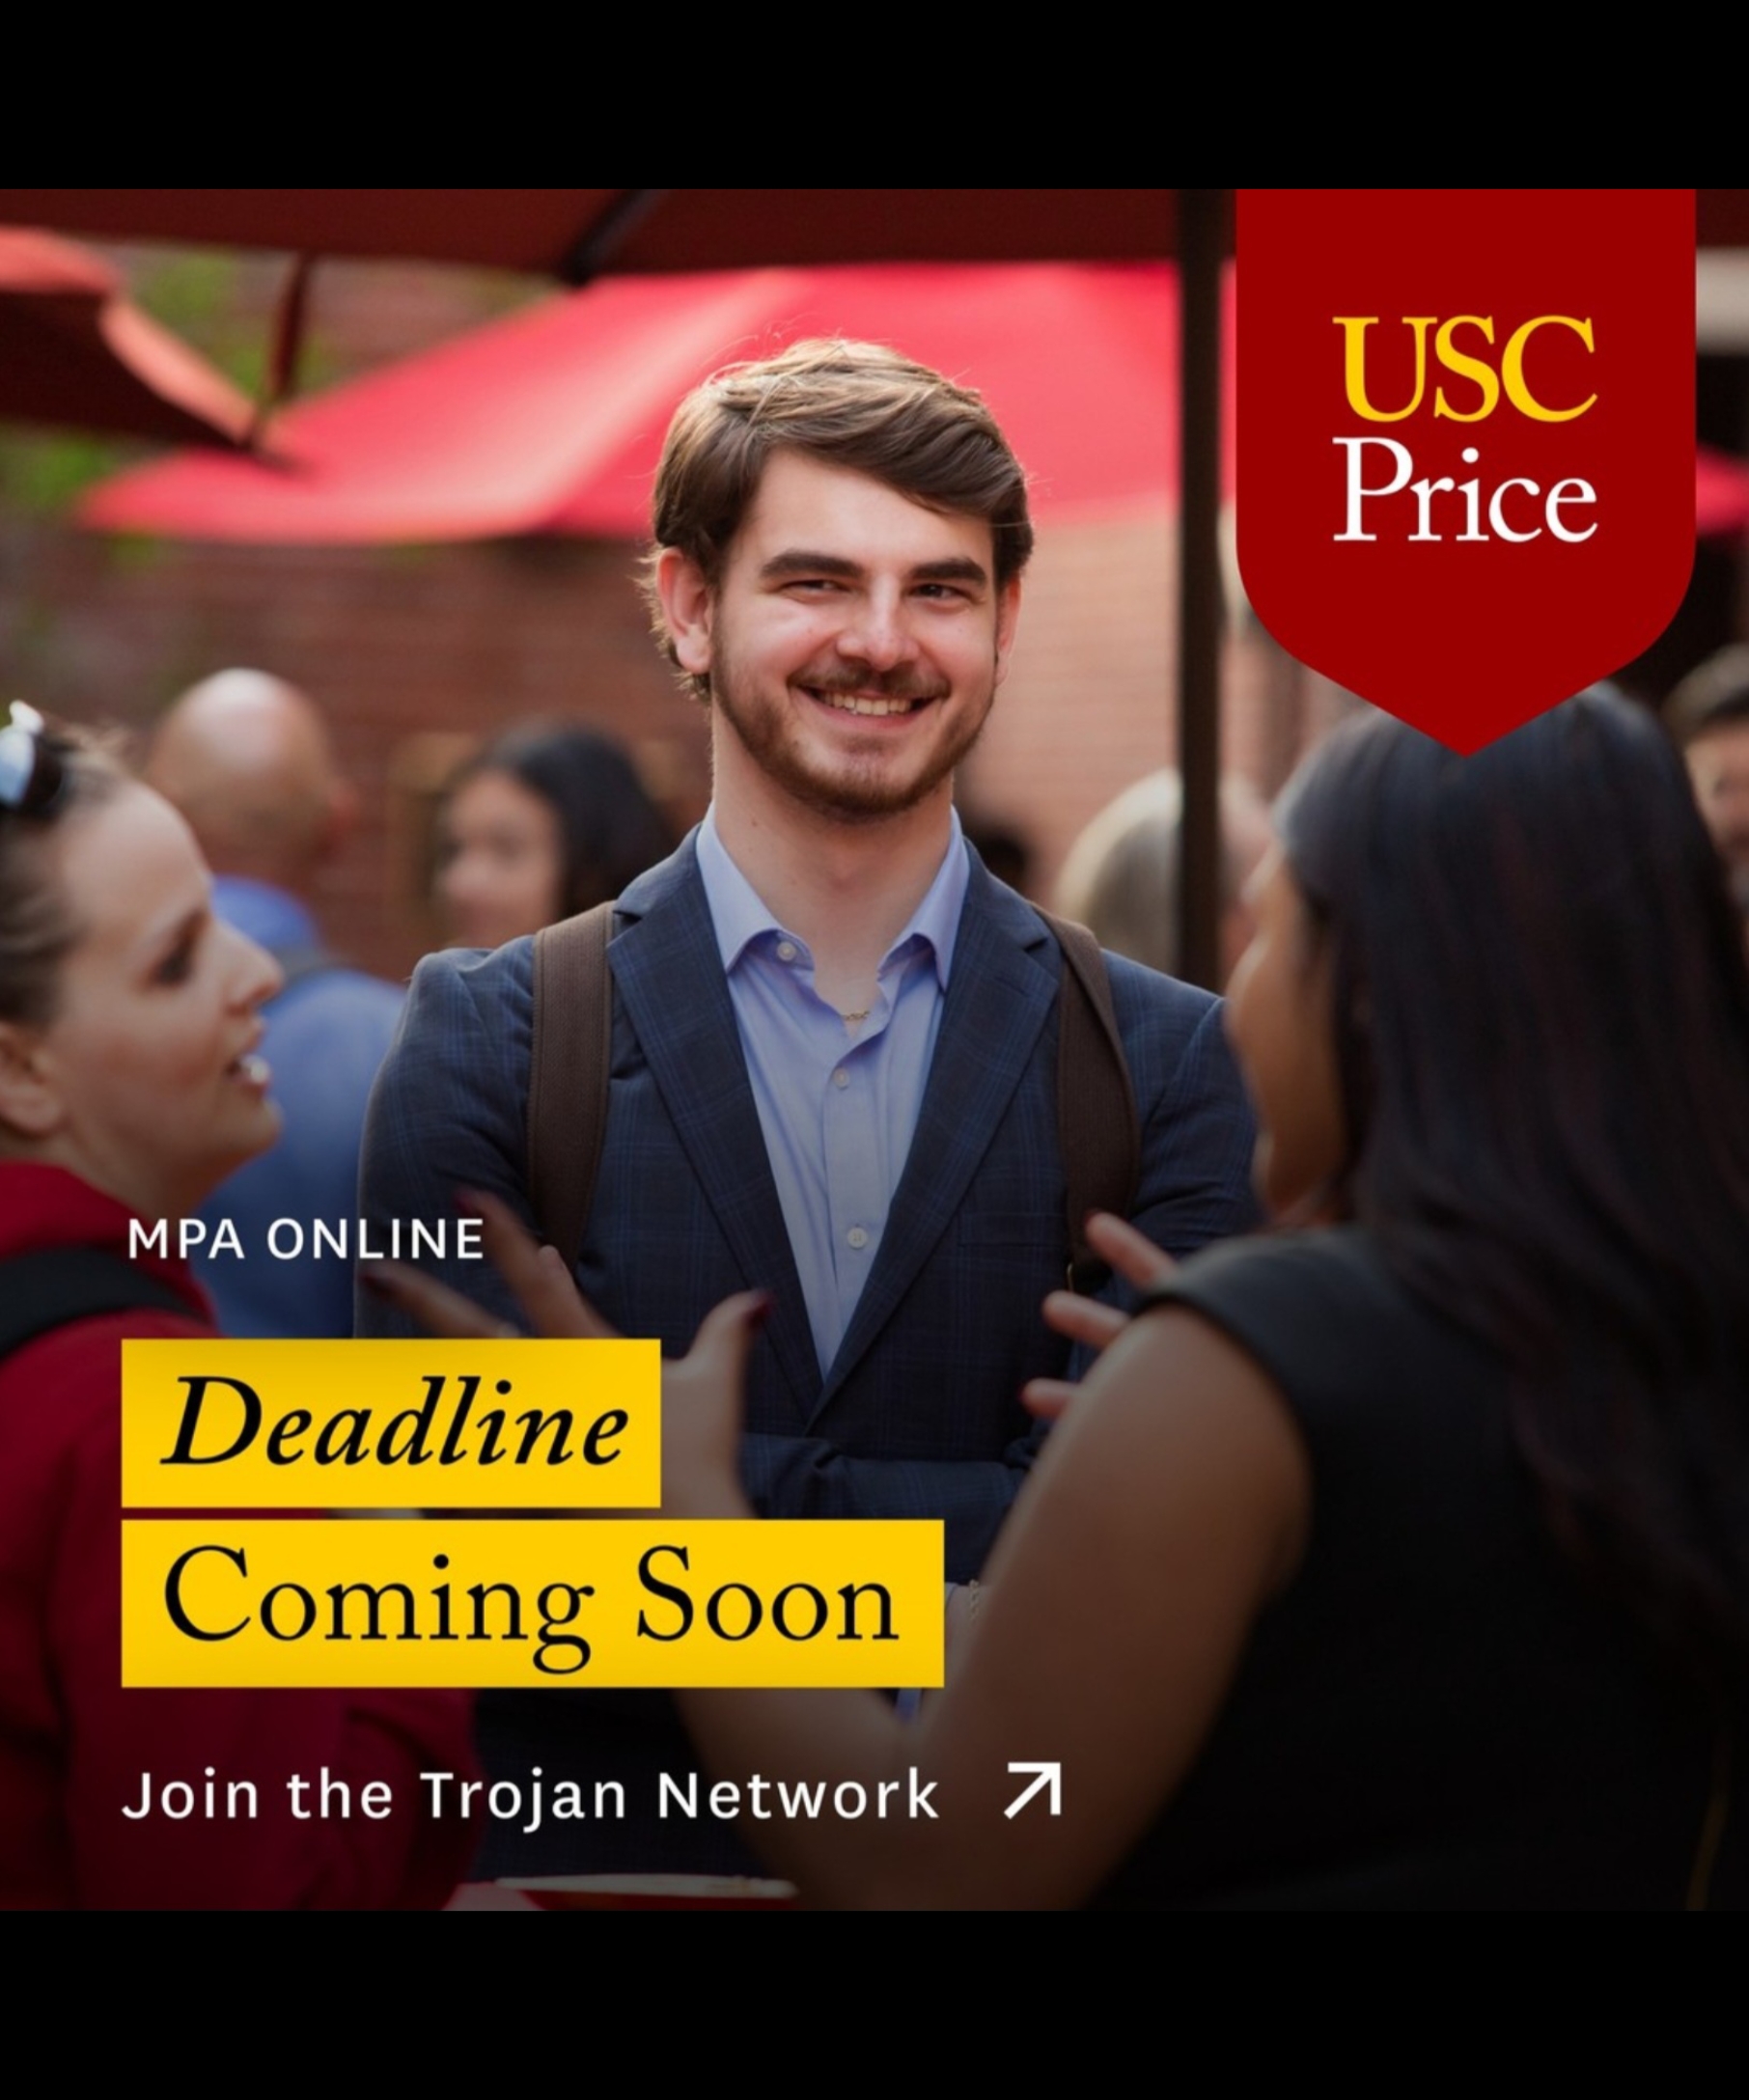 USC
Price
MPA ONLINE
Deadline
Coming Soon
Join the Trojan Network